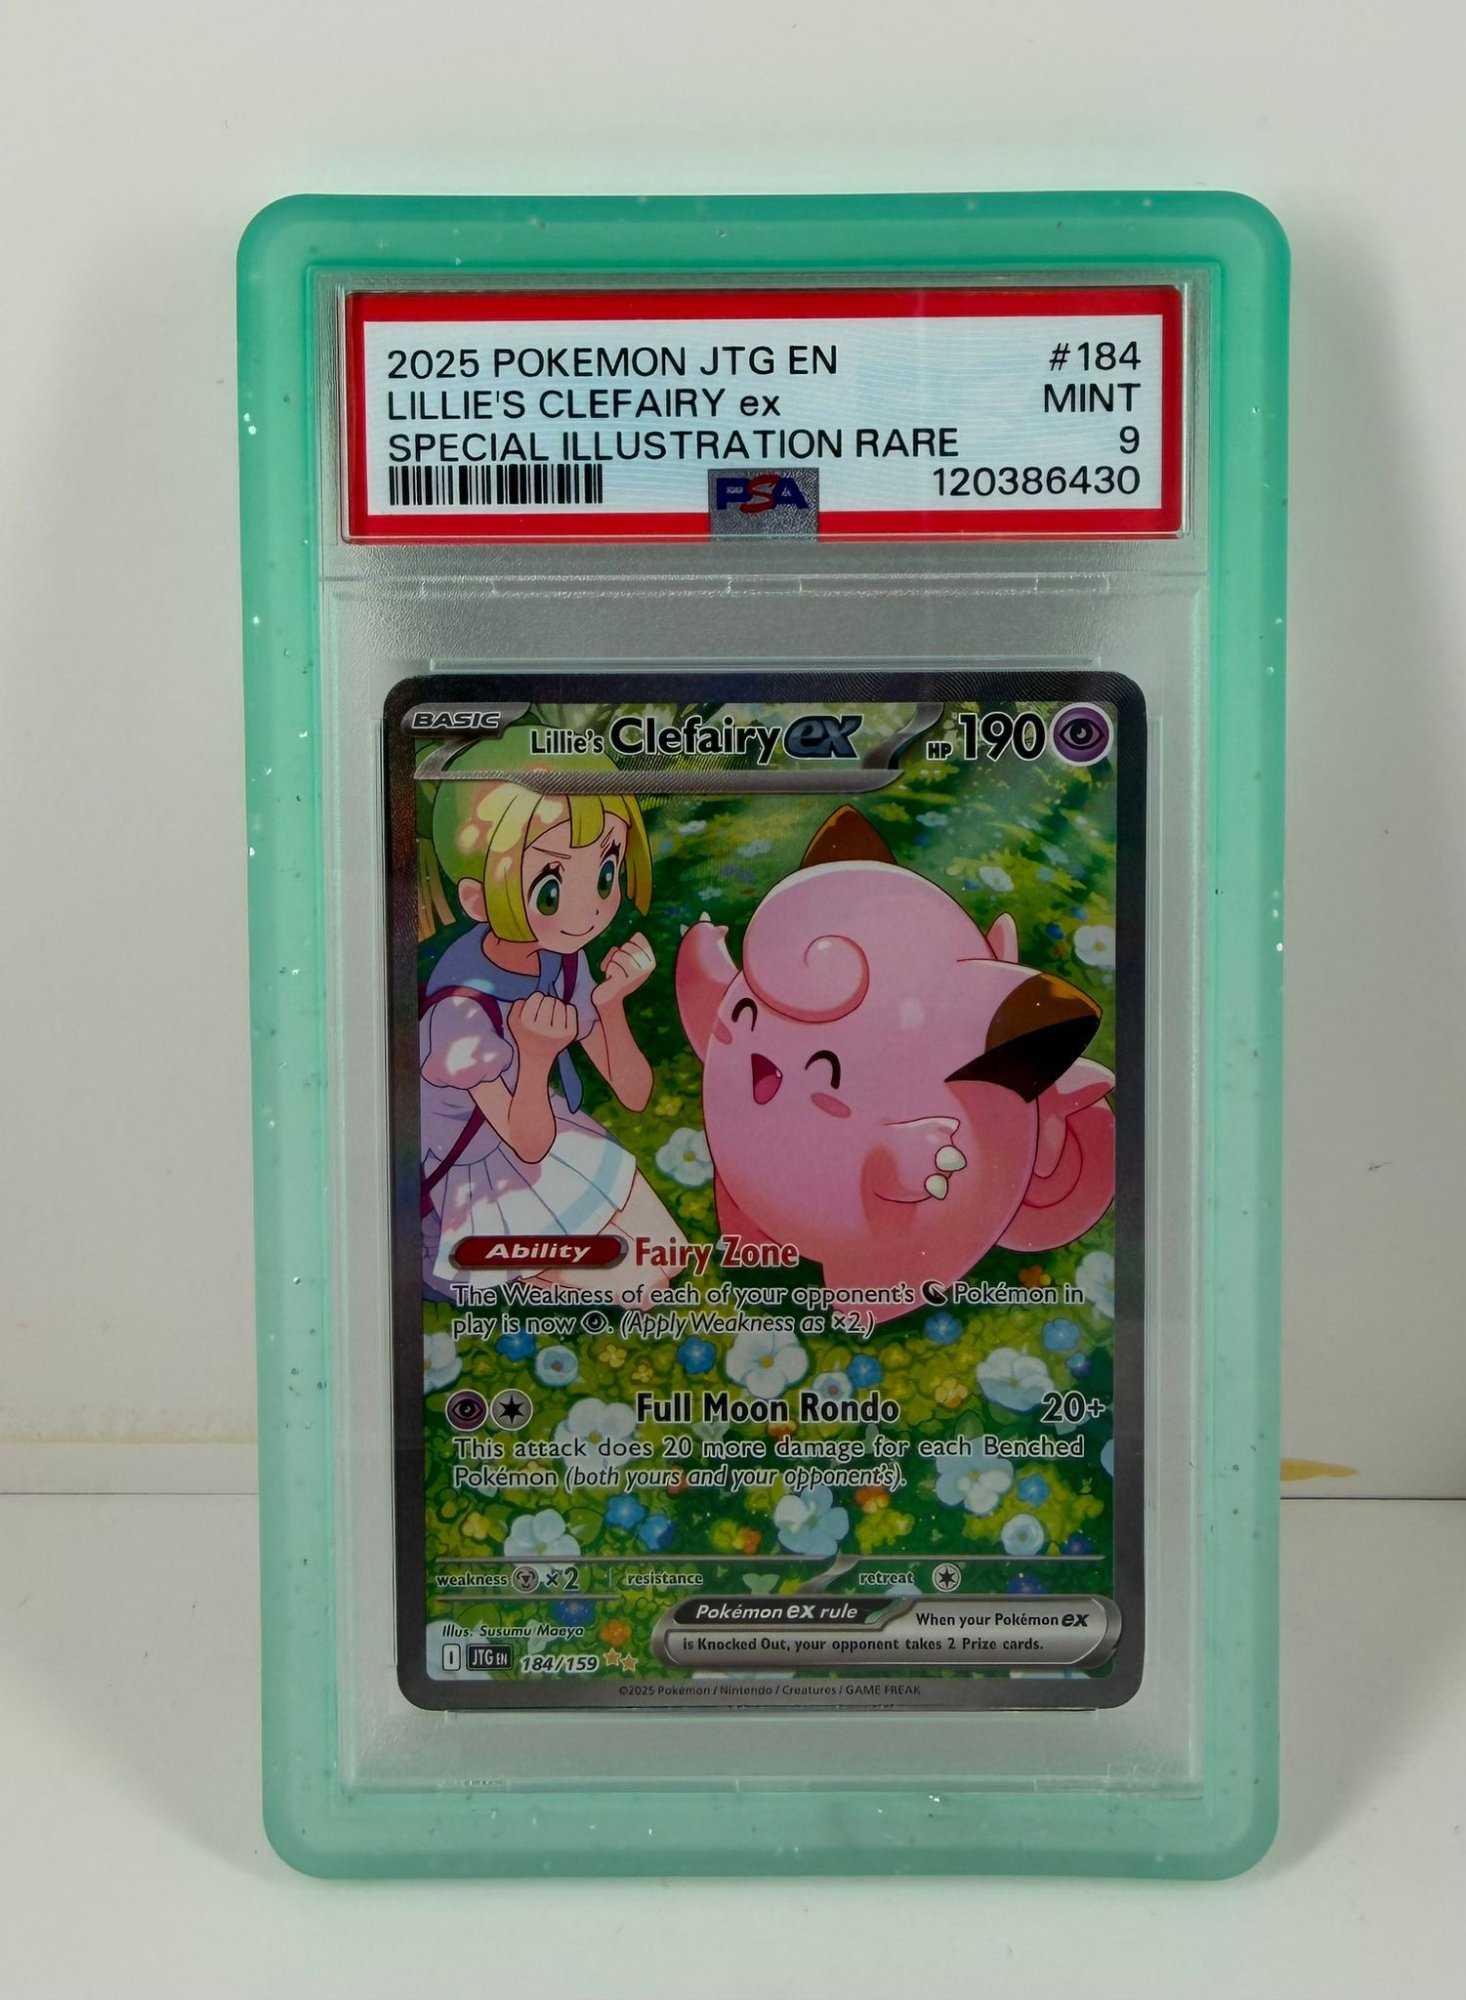 2025 POKEMON JTG EN #184
LILLIE'S CLEFAIRY ex MINT
SPECIAL ILLUSTRATION RARE 9
PSA 120386430
BASIC Lillie's Clefairy ex HP 190
Ability Fairy Zone
The Weakness of each of your opponent's Pokémon in
play is now . (Apply Weakness as ×2.)
Full Moon Rondo 20+
This attack does 20 more damage for each Benched
Pokémon (both yours and your opponent's).
weakness ×2 resistance retreat
Pokémon ex rule When your Pokémon ex
is Knocked Out, your opponent takes 2 Prize cards.
Illus. Susumu Maeya
I JTG EN 184/159
©2025 Pokémon / Nintendo / Creatures / GAME FREAK